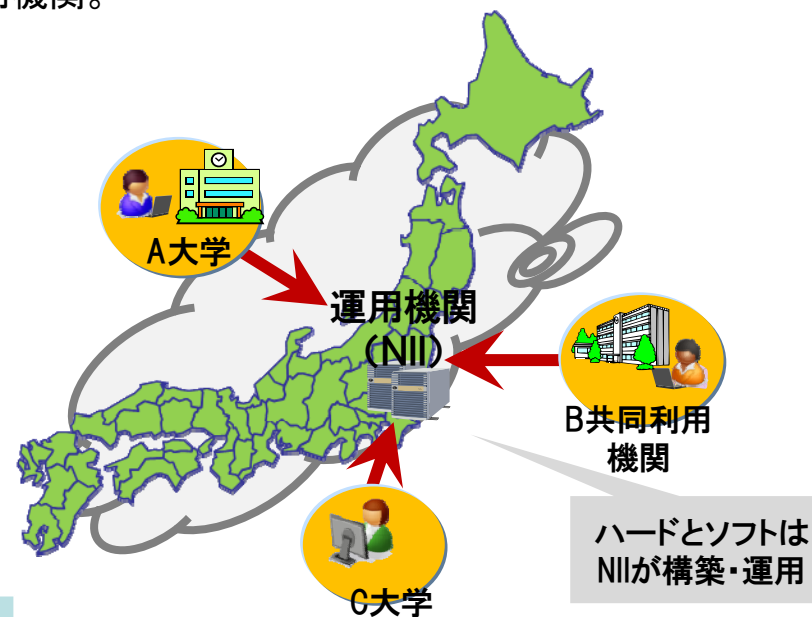 機関。
A大学
運用機関
(NII)
B共同利用
機関
ハードとソフトは
NIIが構築・運用
C大学